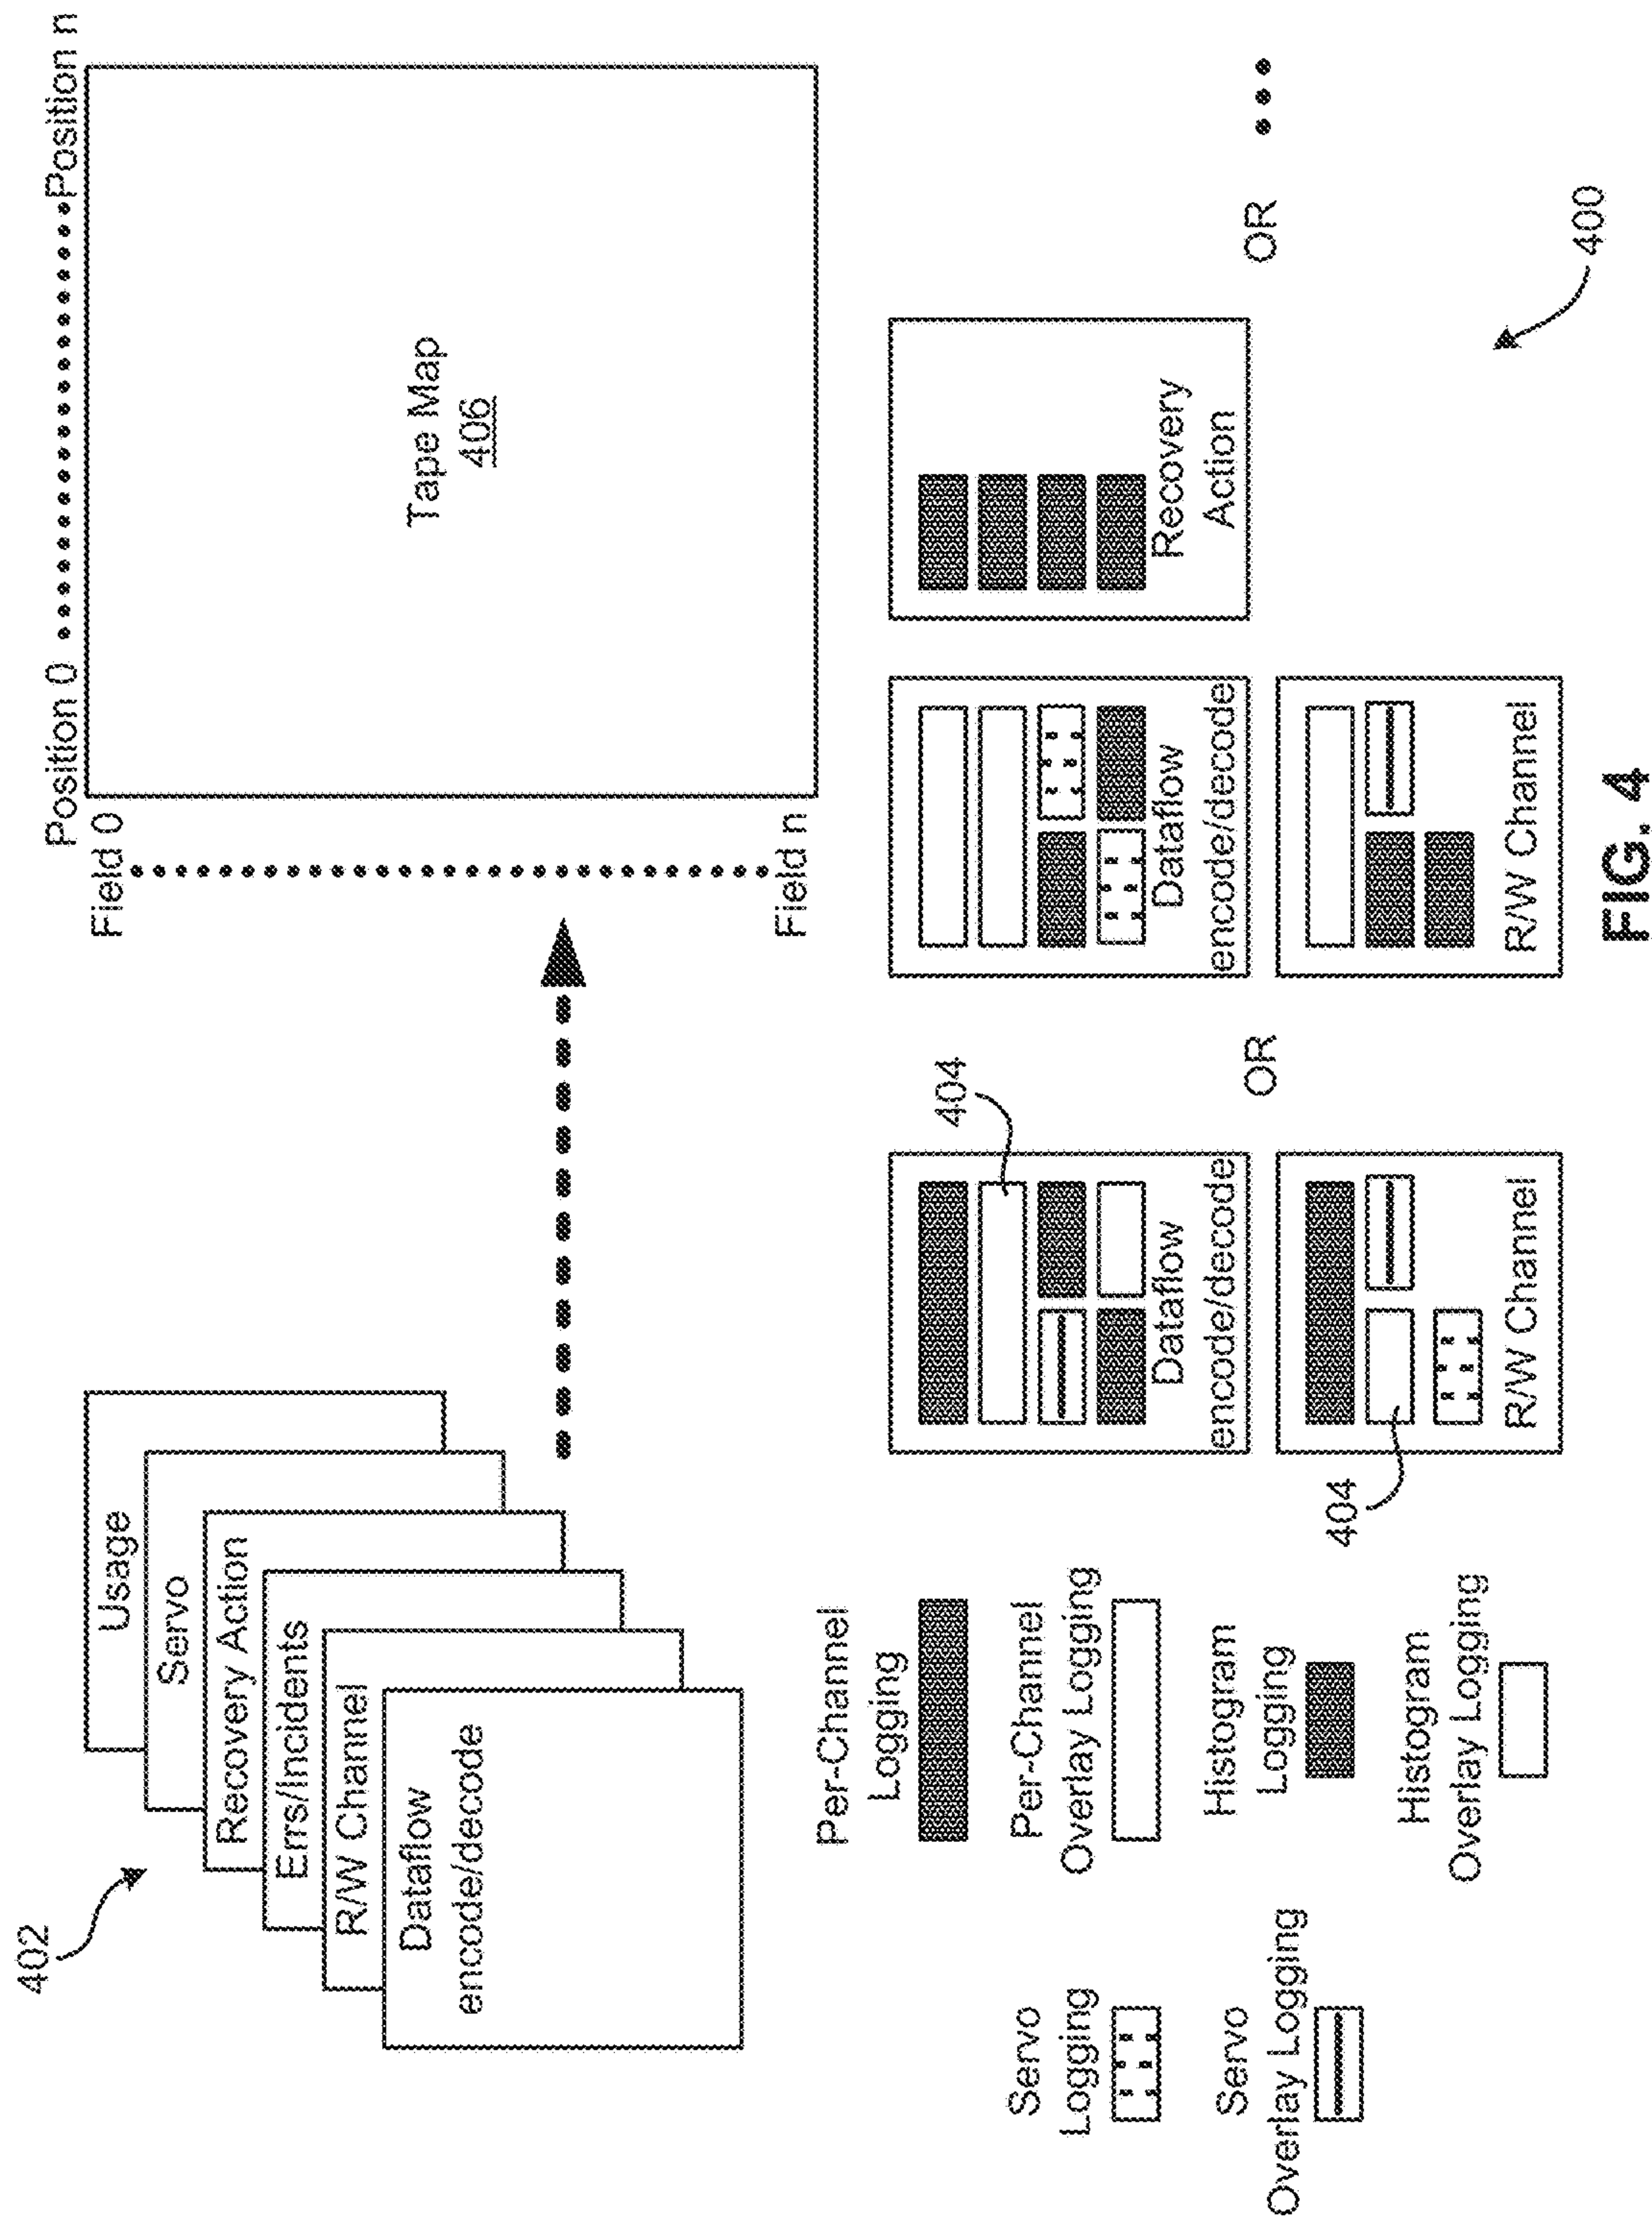 402
Usage
Servo
Recovery Action
Errs/Incidents
R/W Channel
Dataflow
encode/decode
Position 0
Position n
Field 0
Field n
Tape Map
406
Servo
Logging
Servo
Overlay Logging
Per-Channel
Logging
Per-Channel
Overlay Logging
Histogram
Logging
Histogram
Overlay Logging
404
Dataflow
encode/decode
404
R/W Channel
OR
Dataflow
encode/decode
R/W Channel
Recovery
Action
OR
400
FIG. 4